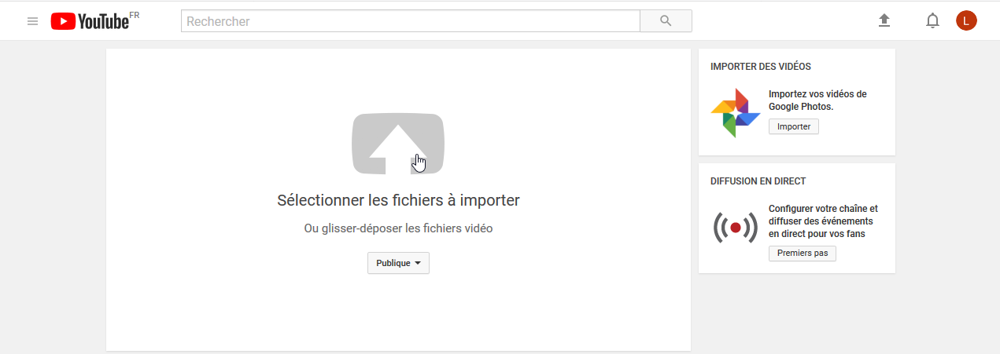 YouTube FR
Rechercher
L
Sélectionner les fichiers à importer
Ou glisser-déposer les fichiers vidéo
Publique
IMPORTER DES VIDÉOS
Importez vos vidéos de
Google Photos.
Importer
DIFFUSION EN DIRECT
Configurer votre chaîne et
diffuser des événements
en direct pour vos fans
Premiers pas